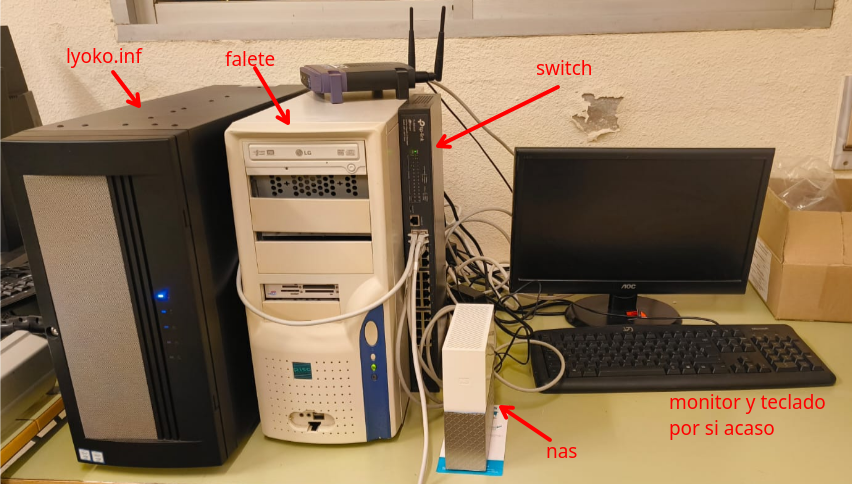 lyoko.inf
falete
switch
LG
AOC
monitor y teclado
por si acaso
nas